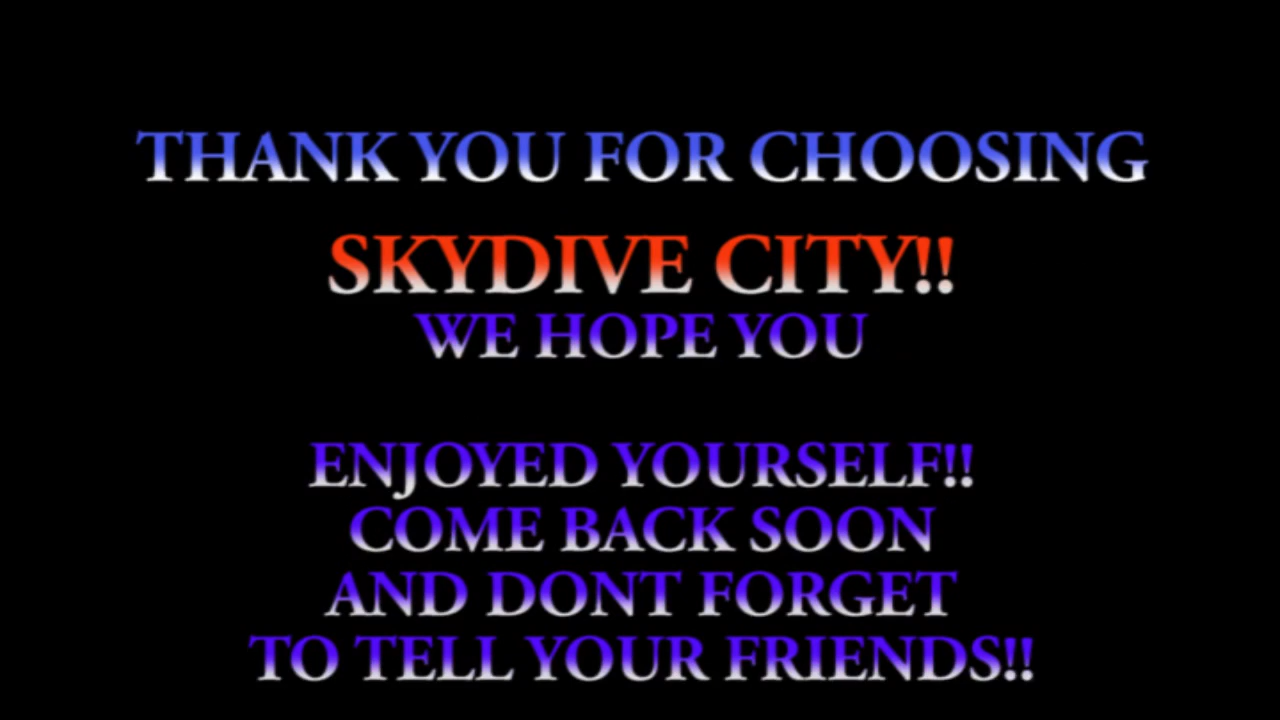 THANK YOU FOR CHOOSING
SKYDIVE CITY!!
WE HOPE YOU
ENJOYED YOURSELF!!
COME BACK SOON
AND DONT FORGET
TO TELL YOUR FRIENDS!!